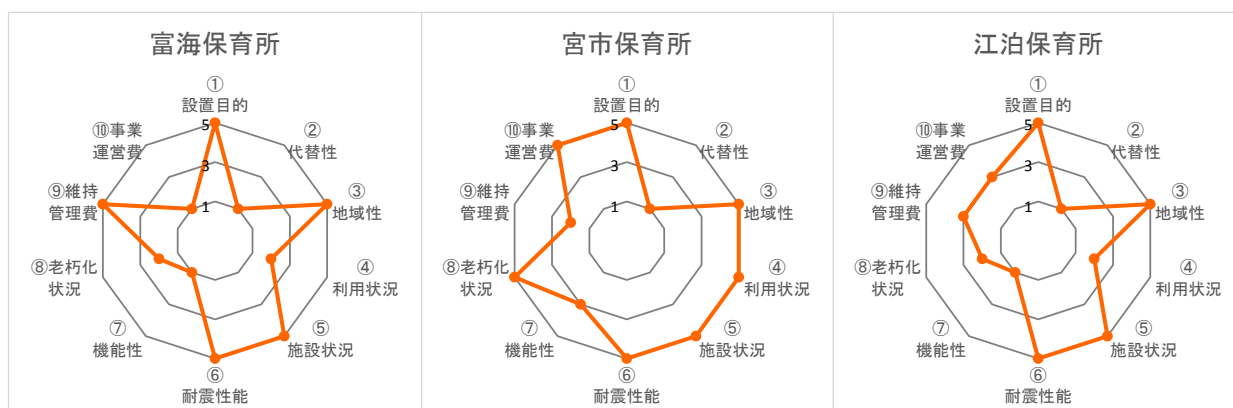 富海保育所
①
設置目的
②
代替性
③
地域性
④
利用状況
⑤
施設状況
⑥
耐震性能
⑦
機能性
⑧老朽化
状況
⑨維持
管理費
⑩事業
運営費
5
3
1
宮市保育所
①
設置目的
②
代替性
③
地域性
④
利用状況
⑤
施設状況
⑥
耐震性能
⑦
機能性
⑧老朽化
状況
⑨維持
管理費
⑩事業
運営費
5
3
1
江泊保育所
①
設置目的
②
代替性
③
地域性
④
利用状況
⑤
施設状況
⑥
耐震性能
⑦
機能性
⑧老朽化
状況
⑨維持
管理費
⑩事業
運営費
5
3
1